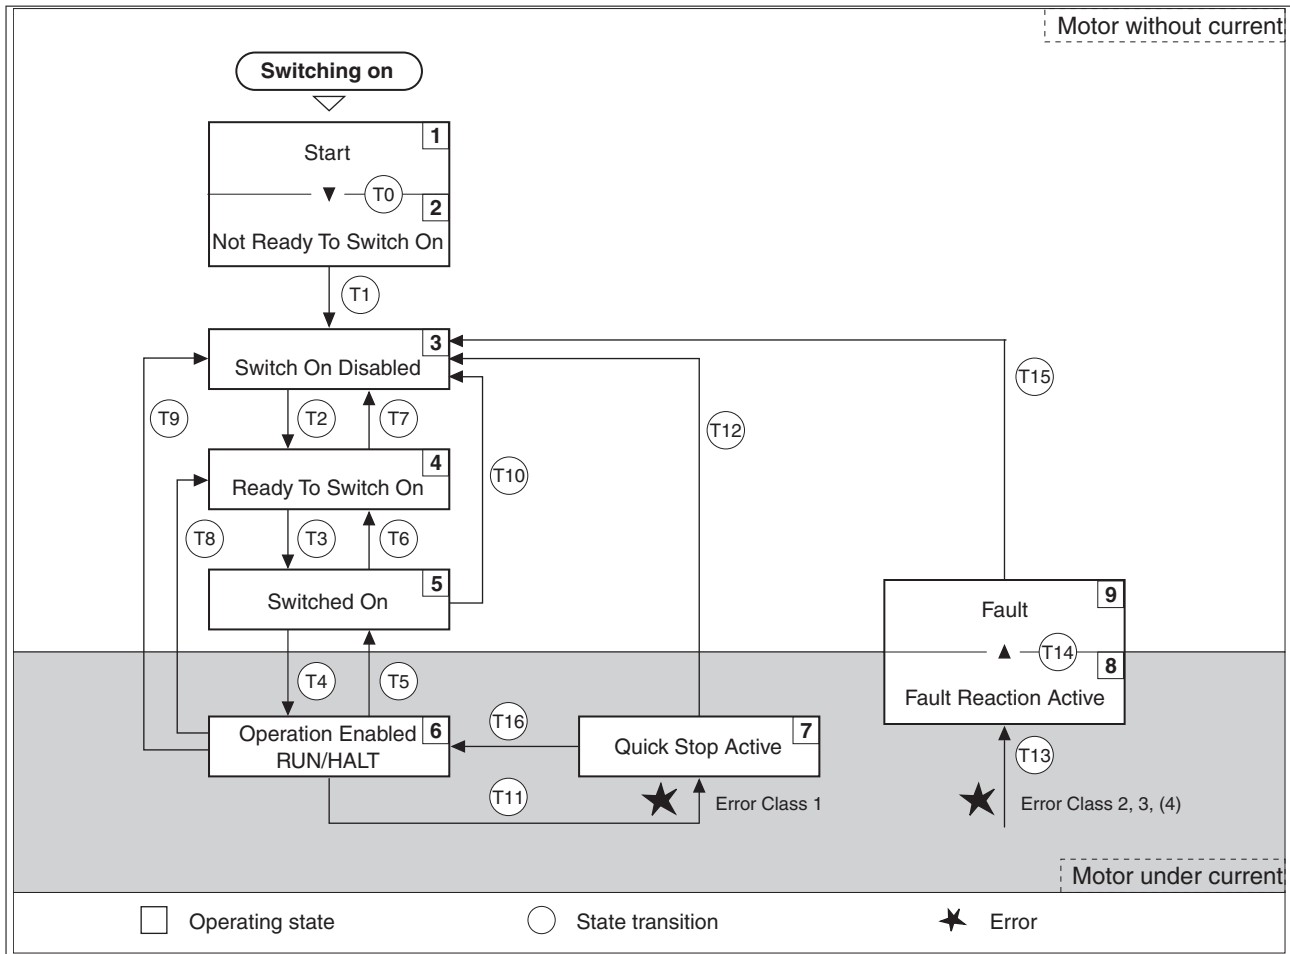 Motor without current
Switching on
1
Start
T0
2
Not Ready To Switch On
T1
3
Switch On Disabled
T15
T9
T2
T7
T12
4
Ready To Switch On
T10
T8
T3
T6
5
Switched On
9
Fault
T14
8
Fault Reaction Active
T4
T5
T16
6
Operation Enabled
RUN/HALT
7
Quick Stop Active
T13
T11
Error Class 1
Error Class 2, 3, (4)
Motor under current
Operating state
State transition
Error